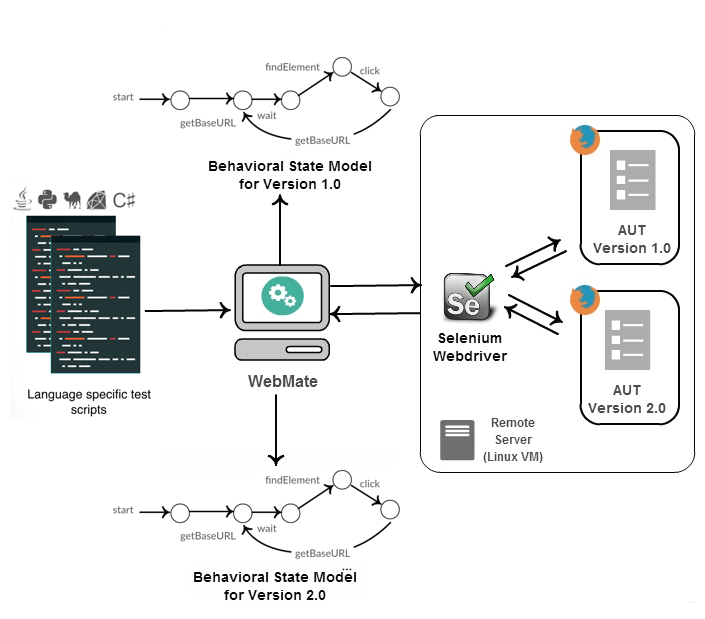 findElement
click
start
wait
getBaseURL
getBaseURL
Behavioral State Model
for Version 1.0
C#
AUT
Version 1.0
Se
Selenium
Webdriver
WebMate
Language specific test
scripts
AUT
Version 2.0
Remote
Server
(Linux VM)
findElement
click
start
wait
getBaseURL
getBaseURL
...
Behavioral State Model
for Version 2.0